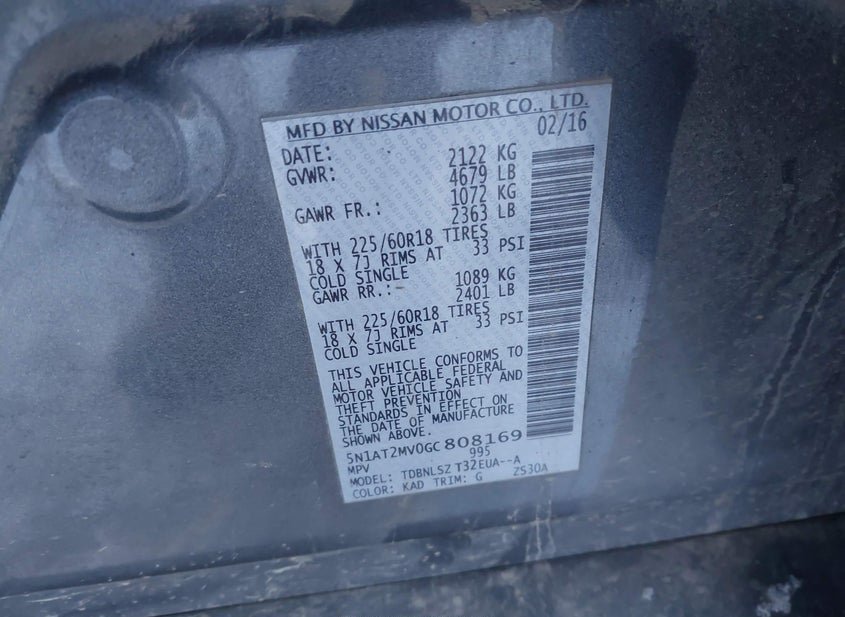 MFD BY NISSAN MOTOR CO., LTD.
DATE: 02/16
GVWR: 2122 KG
4679 LB
GAWR FR.: 1072 KG
2363 LB
WITH 225/60R18 TIRES
18 X 7J RIMS AT 33 PSI
COLD SINGLE
GAWR RR.: 1089 KG
2401 LB
WITH 225/60R18 TIRES
18 X 7J RIMS AT 33 PSI
COLD SINGLE
THIS VEHICLE CONFORMS TO
ALL APPLICABLE FEDERAL
MOTOR VEHICLE SAFETY AND
THEFT PREVENTION
STANDARDS IN EFFECT ON
THE DATE OF MANUFACTURE
SHOWN ABOVE.
5N1AT2MV0GC808169
MPV 995
MODEL: TDBNLSZ T32EUA--A
COLOR: KAD TRIM: G ZS30A